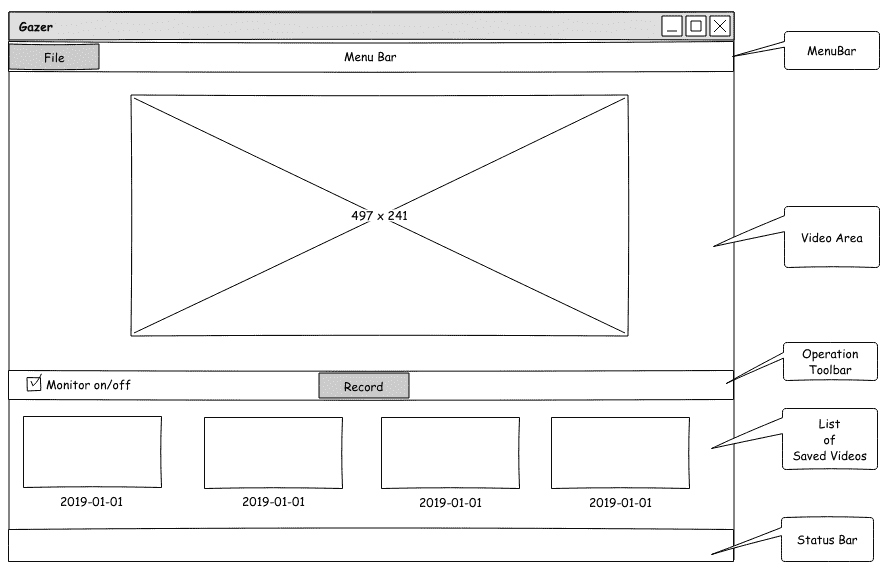 Gazer
File
Menu Bar
MenuBar
497 x 241
Video Area
Operation
Toolbar
Monitor on/off
Record
List
of
Saved Videos
2019-01-01
2019-01-01
2019-01-01
2019-01-01
Status Bar